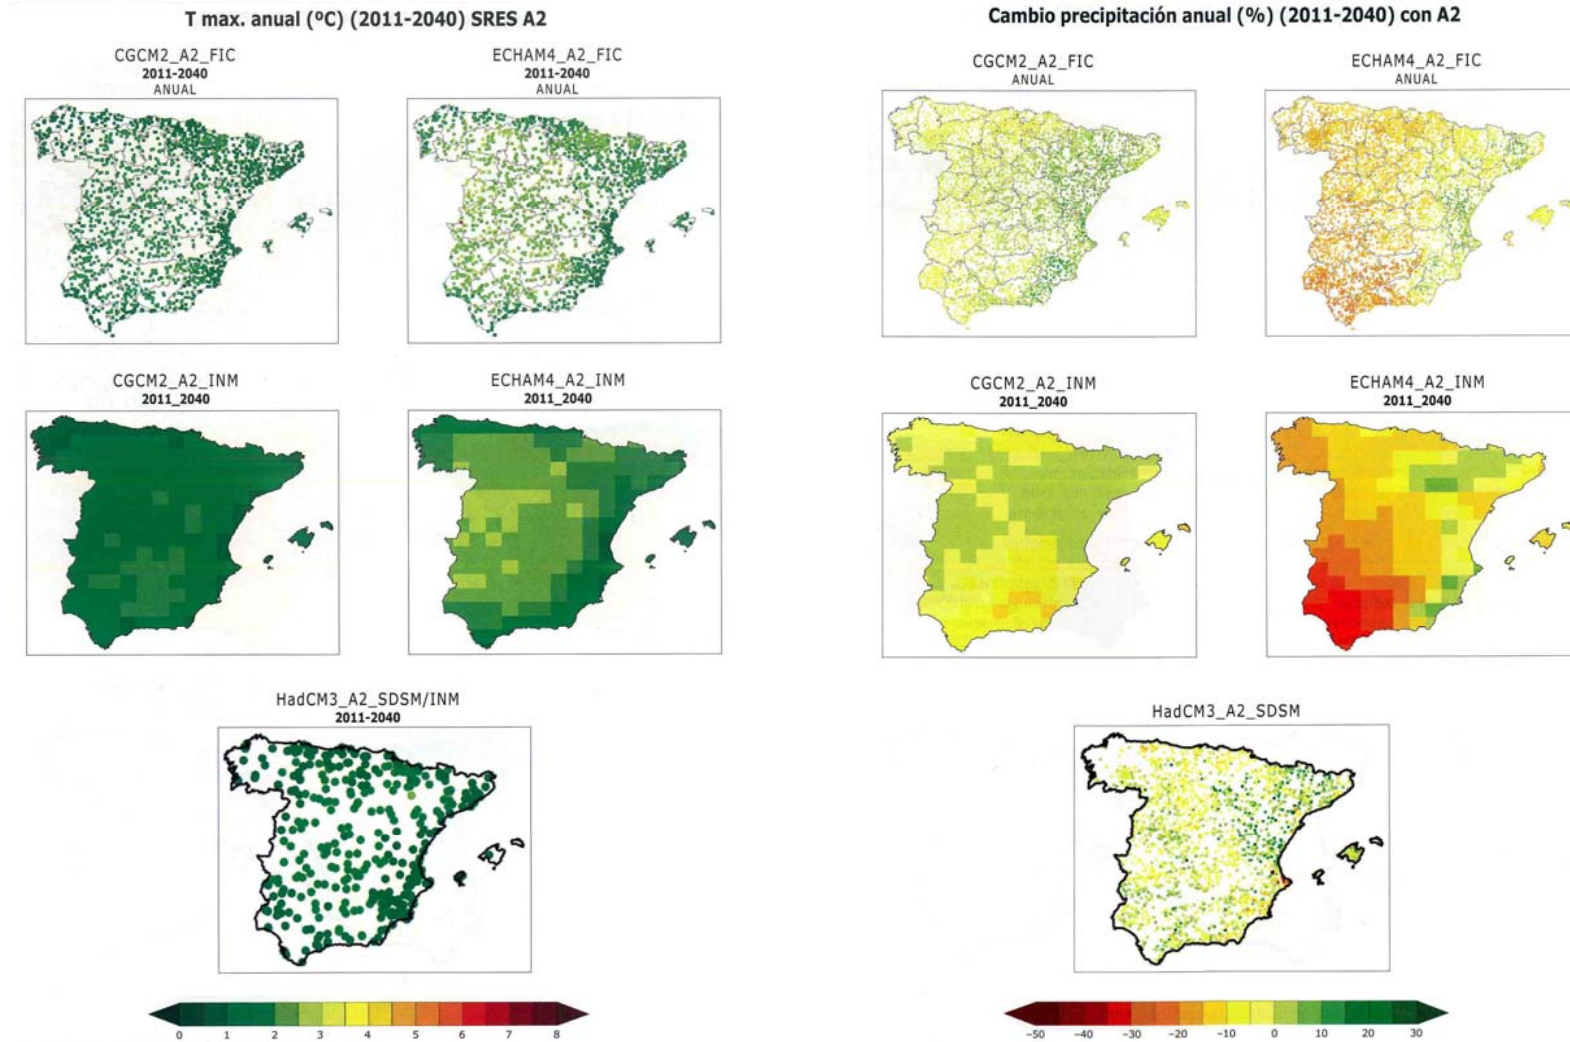 T max. anual (ºC) (2011-2040) SRES A2
CGCM2_A2_FIC
2011-2040
ANUAL
ECHAM4_A2_FIC
2011-2040
ANUAL
CGCM2_A2_INM
2011_2040
ECHAM4_A2_INM
2011_2040
HadCM3_A2_SDSM/INM
2011-2040
0 1 2 3 4 5 6 7 8
Cambio precipitación anual (%) (2011-2040) con A2
CGCM2_A2_FIC
ANUAL
ECHAM4_A2_FIC
ANUAL
CGCM2_A2_INM
2011_2040
ECHAM4_A2_INM
2011_2040
HadCM3_A2_SDSM
-50 -40 -30 -20 -10 0 10 20 30